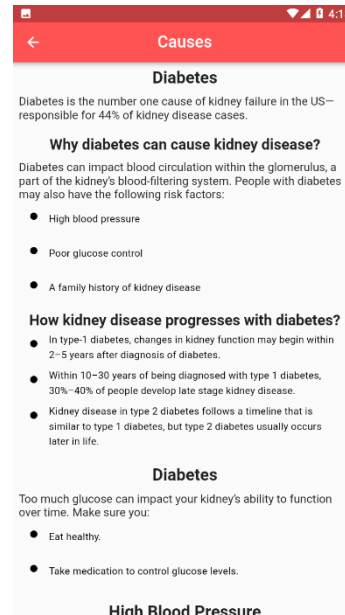 4:1
Causes
Diabetes
Diabetes is the number one cause of kidney failure in the US—
responsible for 44% of kidney disease cases.
Why diabetes can cause kidney disease?
Diabetes can impact blood circulation within the glomerulus, a
part of the kidney's blood-filtering system. People with diabetes
may also have the following risk factors:
High blood pressure
Poor glucose control
A family history of kidney disease
How kidney disease progresses with diabetes?
In type-1 diabetes, changes in kidney function may begin within
2–5 years after diagnosis of diabetes.
Within 10–30 years of being diagnosed with type 1 diabetes,
30%–40% of people develop late stage kidney disease.
Kidney disease in type 2 diabetes follows a timeline that is
similar to type 1 diabetes, but type 2 diabetes usually occurs
later in life.
Diabetes
Too much glucose can impact your kidney's ability to function
over time. Make sure you:
Eat healthy.
Take medication to control glucose levels.
High Blood Pressure